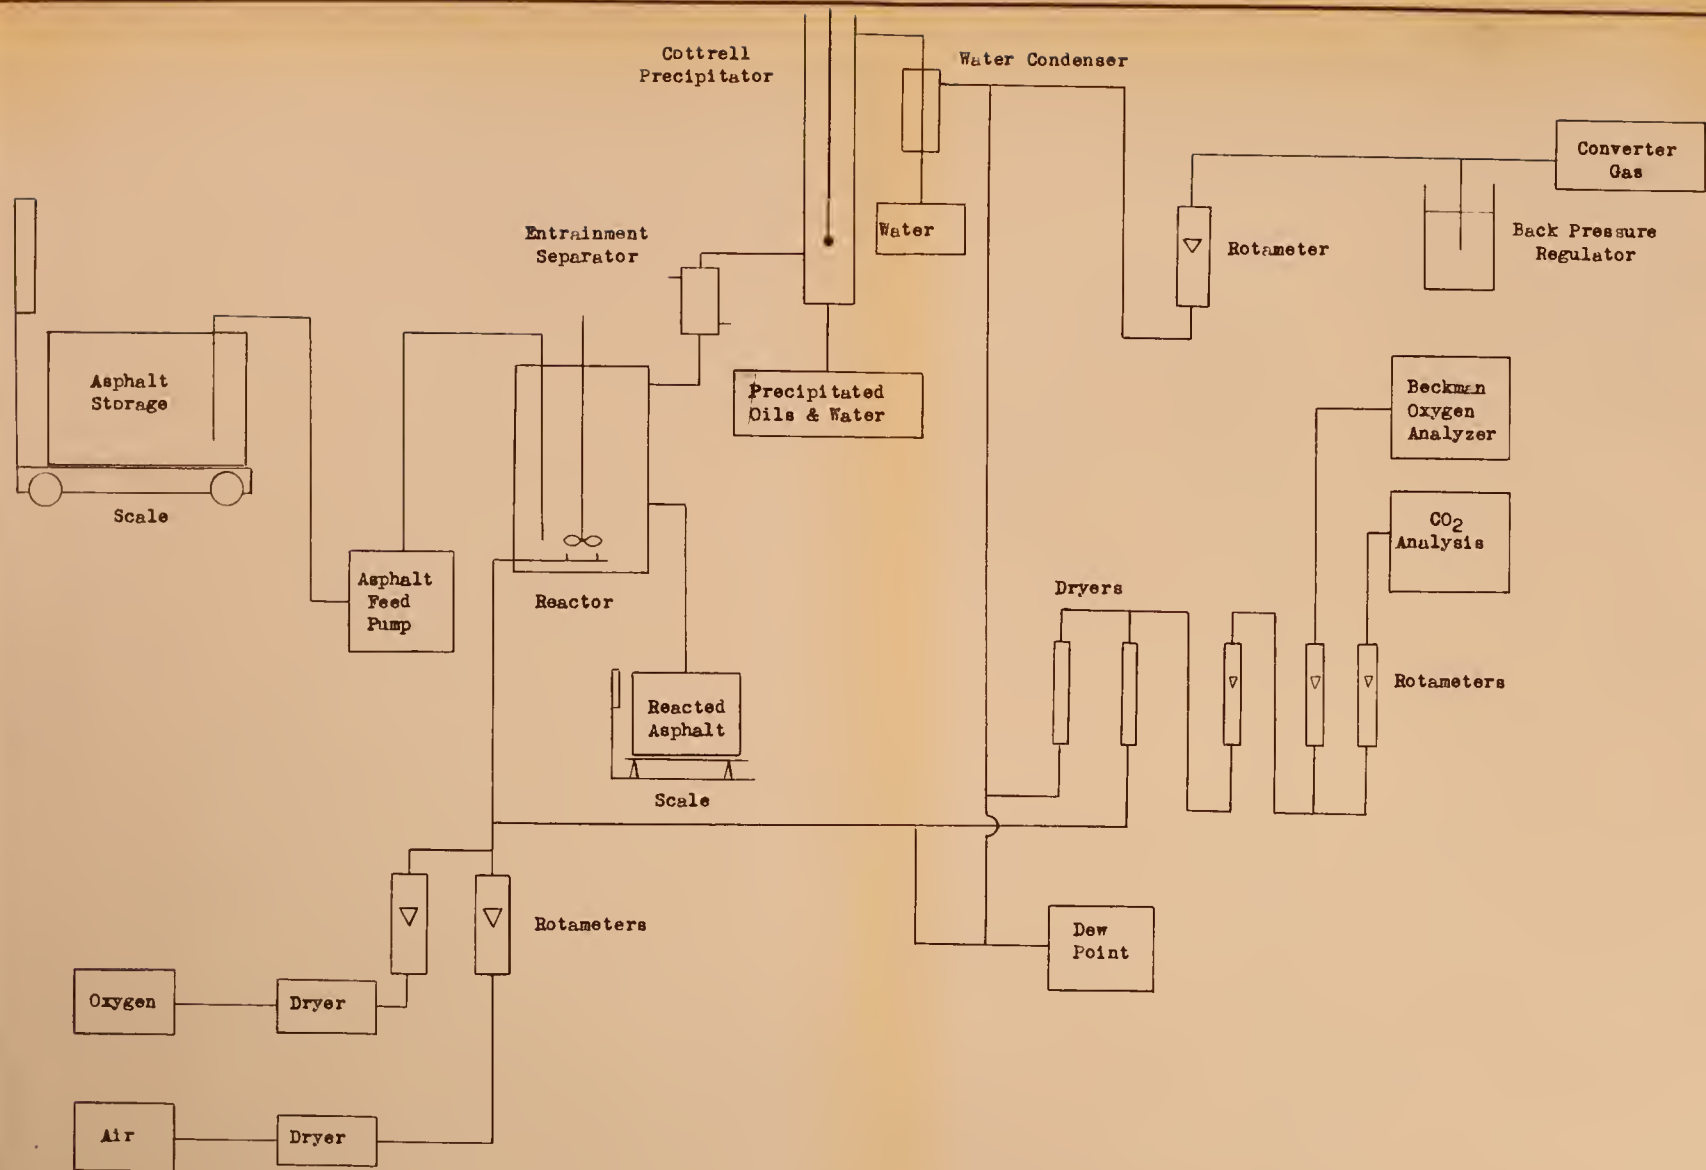 Cottrell
Precipitator
Water Condenser
Converter
Gas
Entrainment
Separator
Water
Rotameter
Back Pressure
Regulator
Asphalt
Storage
Precipitated
Oils & Water
Beckman
Oxygen
Analyzer
Scale
CO2
Analysis
Asphalt
Feed
Pump
Reactor
Dryers
Reacted
Asphalt
Rotameters
Scale
Rotameters
Dew
Point
Oxygen
Dryer
Air
Dryer